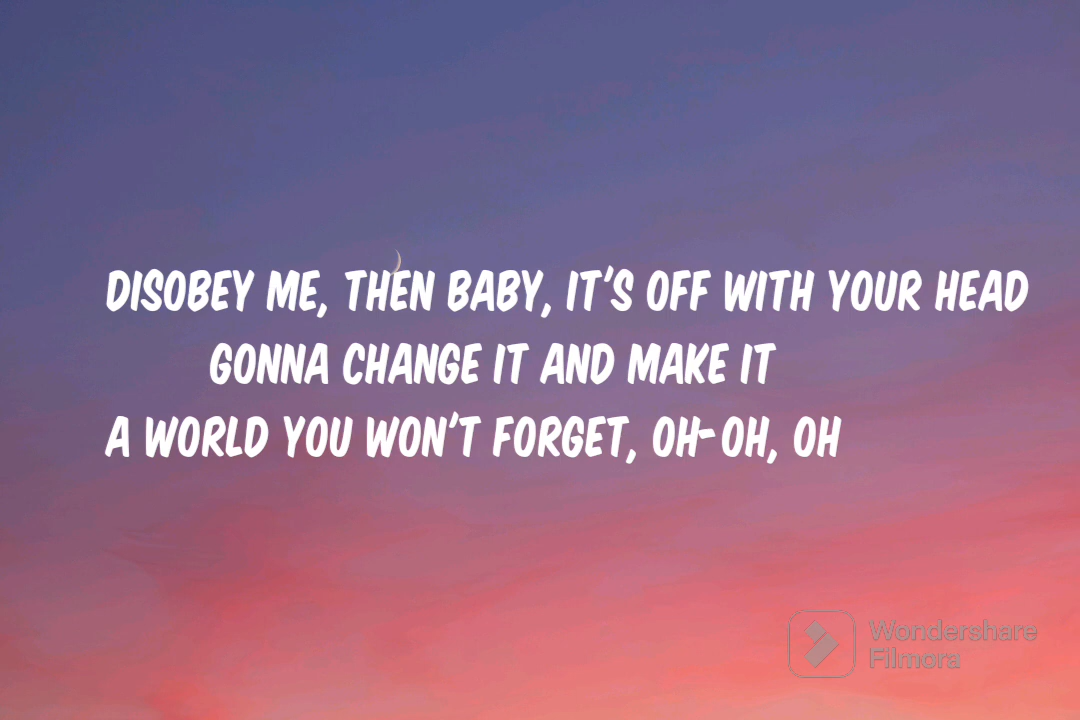 DISOBEY ME, THEN BABY, IT'S OFF WITH YOUR HEAD
GONNA CHANGE IT AND MAKE IT
A WORLD YOU WON'T FORGET, OH-OH, OH
Wondershare
Filmora